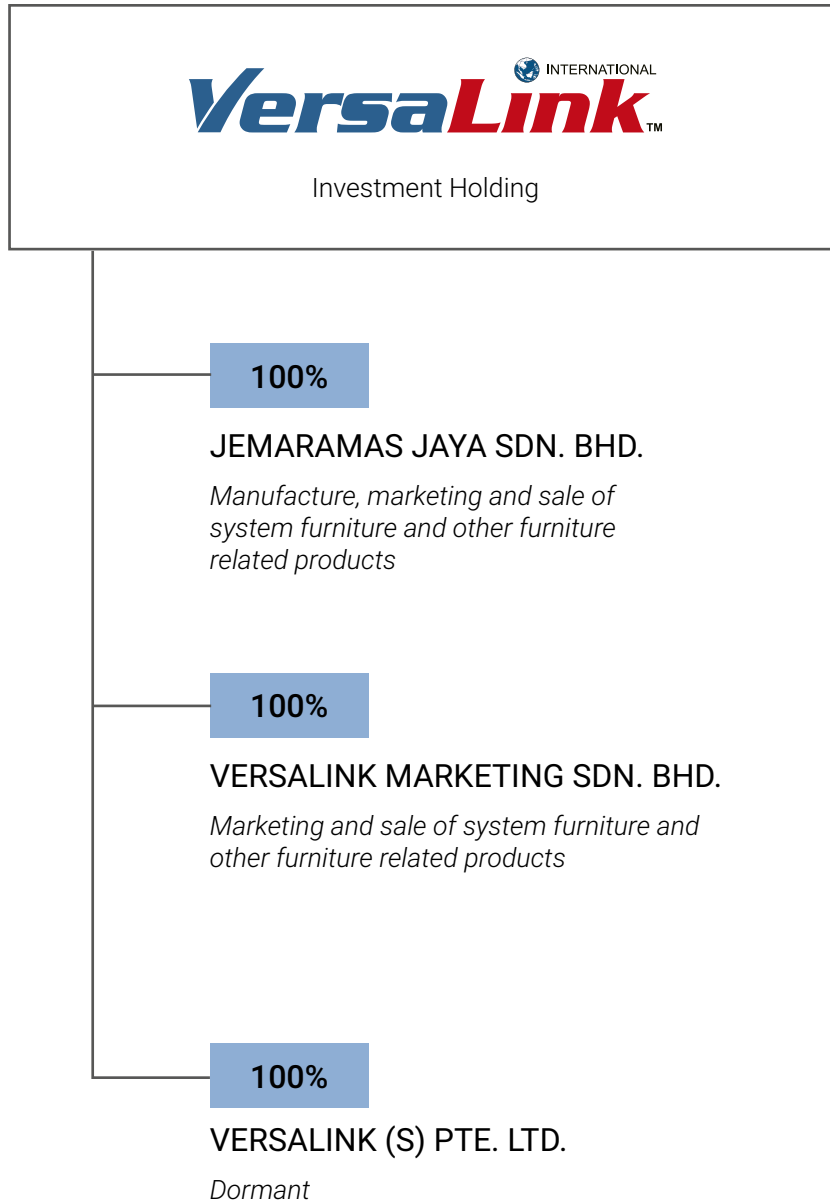 INTERNATIONAL
VersaLink™
Investment Holding
100%
JEMARAMAS JAYA SDN. BHD.
Manufacture, marketing and sale of
system furniture and other furniture
related products
100%
VERSALINK MARKETING SDN. BHD.
Marketing and sale of system furniture and
other furniture related products
100%
VERSALINK (S) PTE. LTD.
Dormant